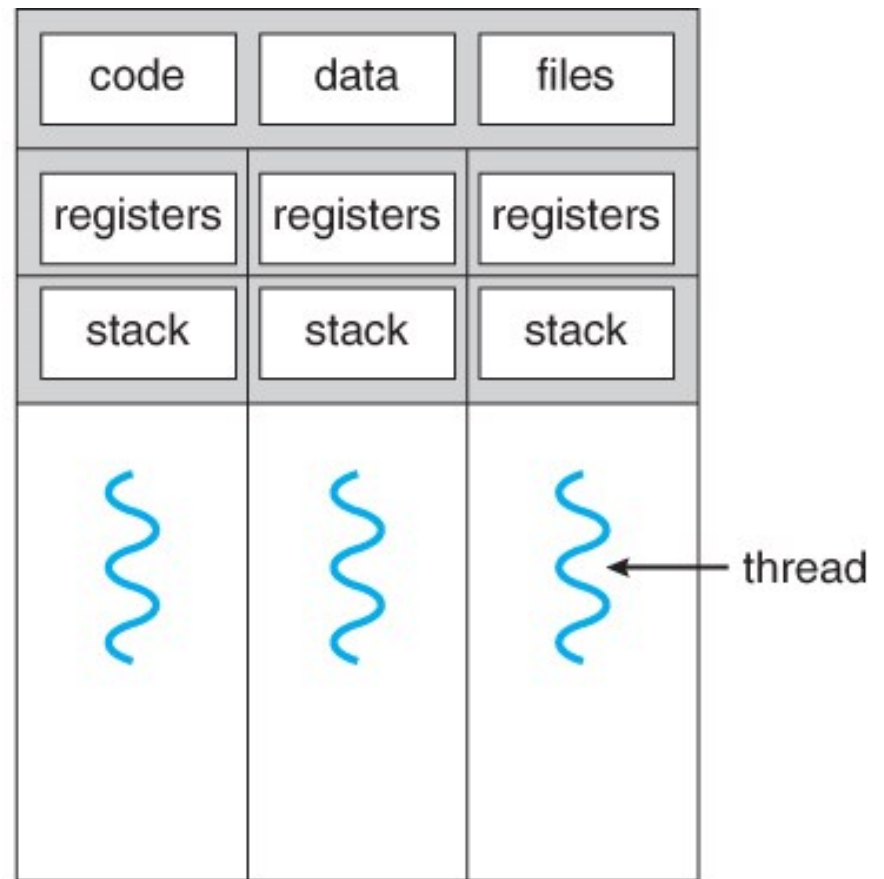 code data files
registers registers registers
stack stack stack
thread